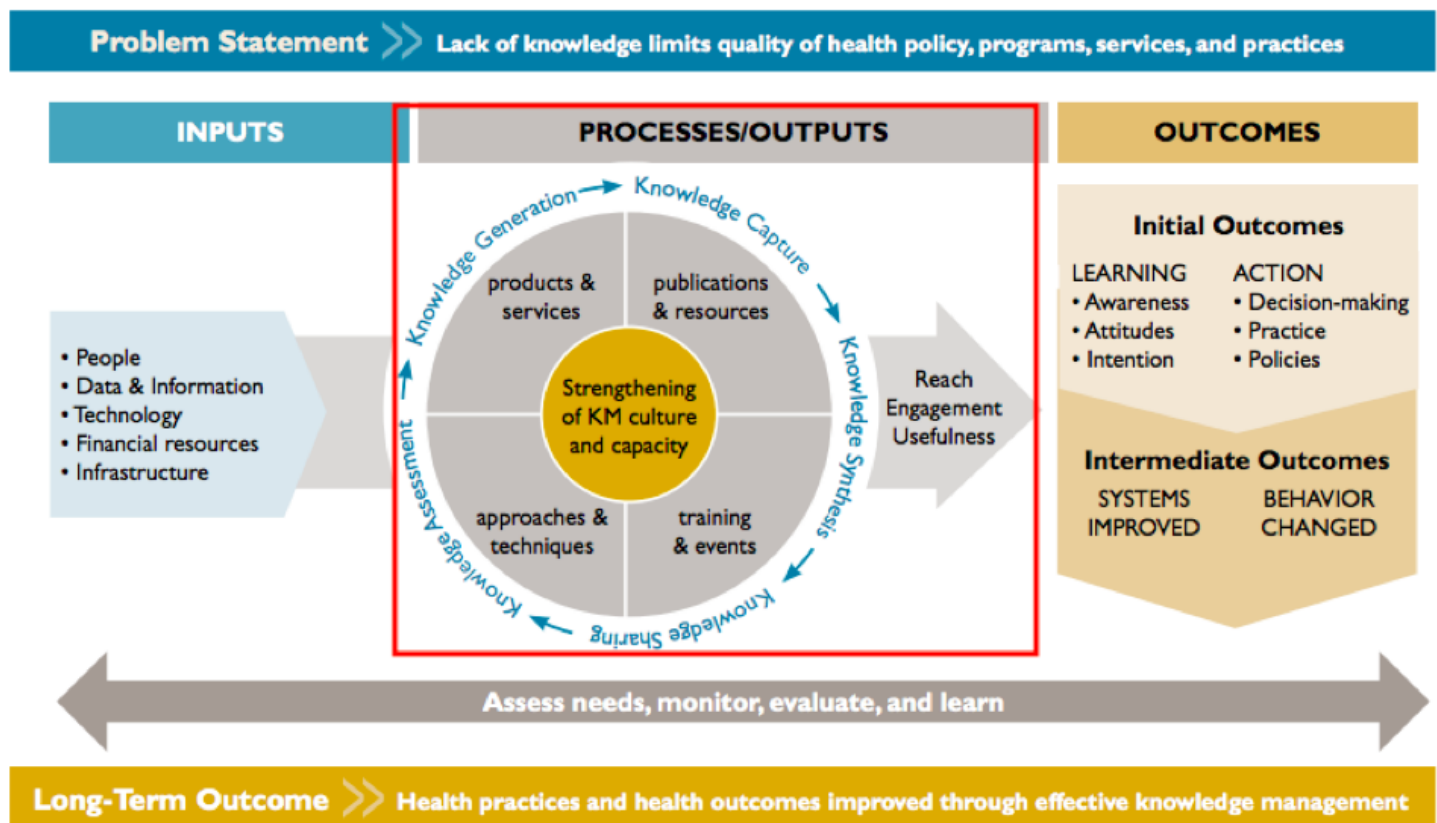 Problem Statement >> Lack of knowledge limits quality of health policy, programs, services, and practices
INPUTS
• People
• Data & Information
• Technology
• Financial resources
• Infrastructure
PROCESSES/OUTPUTS
Knowledge Generation
Knowledge Capture
Knowledge Synthesis
Knowledge Sharing
Knowledge Assessment
products &
services
publications
& resources
Strengthening
of KM culture
and capacity
approaches &
techniques
training
& events
Reach
Engagement
Usefulness
OUTCOMES
Initial Outcomes
LEARNING
• Awareness
• Attitudes
• Intention
ACTION
• Decision-making
• Practice
• Policies
Intermediate Outcomes
SYSTEMS
IMPROVED
BEHAVIOR
CHANGED
Assess needs, monitor, evaluate, and learn
Long-Term Outcome >> Health practices and health outcomes improved through effective knowledge management